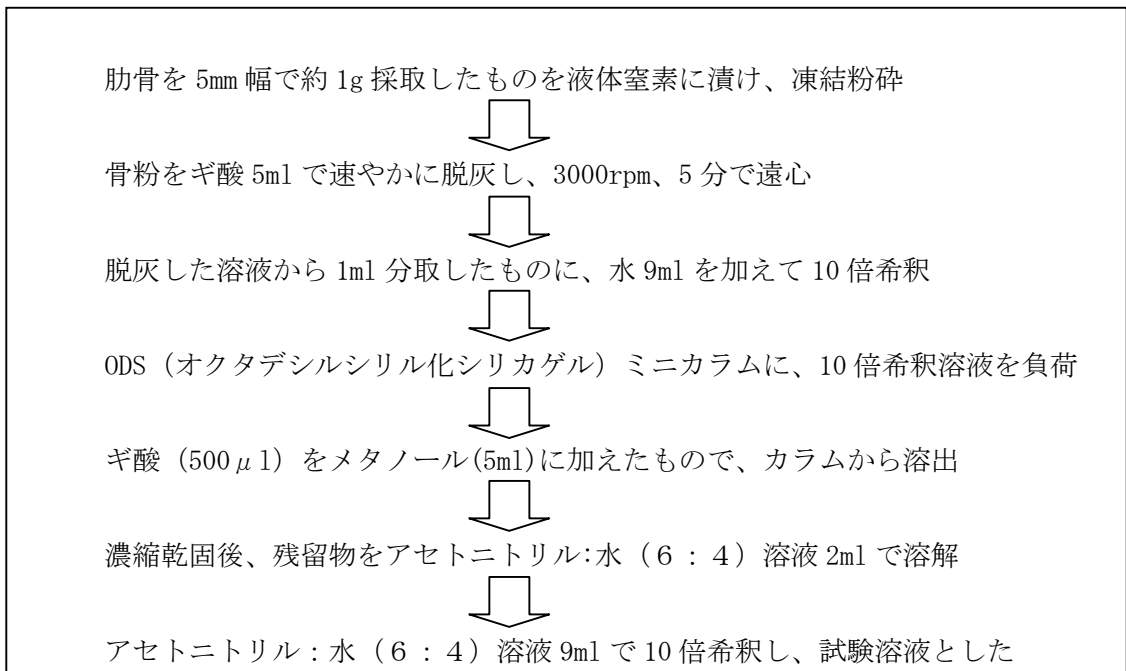 肋骨を 5mm 幅で約 1g 採取したものを液体窒素に漬け、凍結粉砕
骨粉をギ酸 5ml で速やかに脱灰し、3000rpm、5 分で遠心
脱灰した溶液から 1ml 分取したものに、水 9ml を加えて 10 倍希釈
ODS（オクタデシルシリル化シリカゲル）ミニカラムに、10 倍希釈溶液を負荷
ギ酸（500μl）をメタノール(5ml)に加えたもので、カラムから溶出
濃縮乾固後、残留物をアセトニトリル:水（６：４）溶液 2ml で溶解
アセトニトリル：水（６：４）溶液 9ml で 10 倍希釈し、試験溶液とした